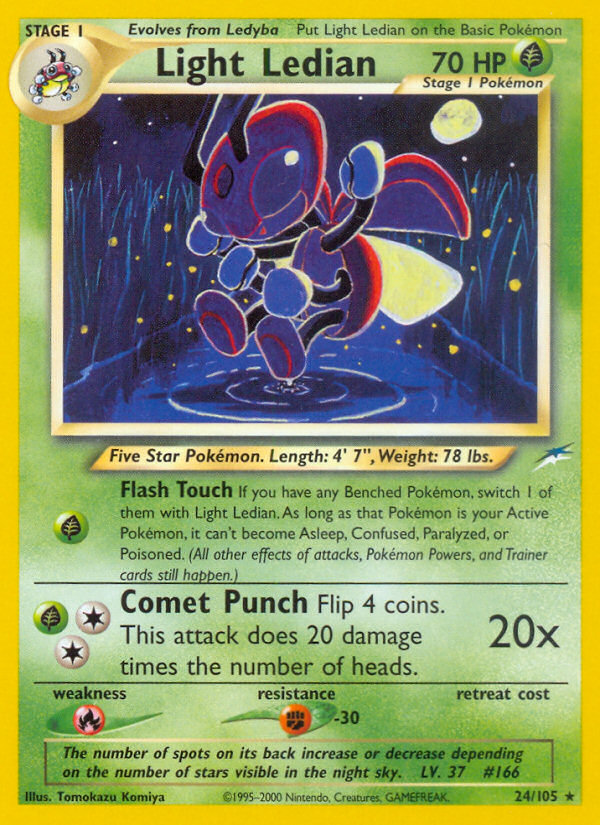 STAGE 1 Evolves from Ledyba Put Light Ledian on the Basic Pokémon
Light Ledian 70 HP
Stage 1 Pokémon
Five Star Pokémon. Length: 4' 7", Weight: 78 lbs.
Flash Touch If you have any Benched Pokémon, switch 1 of
them with Light Ledian. As long as that Pokémon is your Active
Pokémon, it can't become Asleep, Confused, Paralyzed, or
Poisoned. (All other effects of attacks, Pokémon Powers, and Trainer
cards still happen.)
Comet Punch Flip 4 coins.
This attack does 20 damage
times the number of heads.
20x
weakness resistance retreat cost
-30
The number of spots on its back increase or decrease depending
on the number of stars visible in the night sky. LV. 37 #166
Illus. Tomokazu Komiya ©1995-2000 Nintendo, Creatures, GAMEFREAK. 24/105 ★